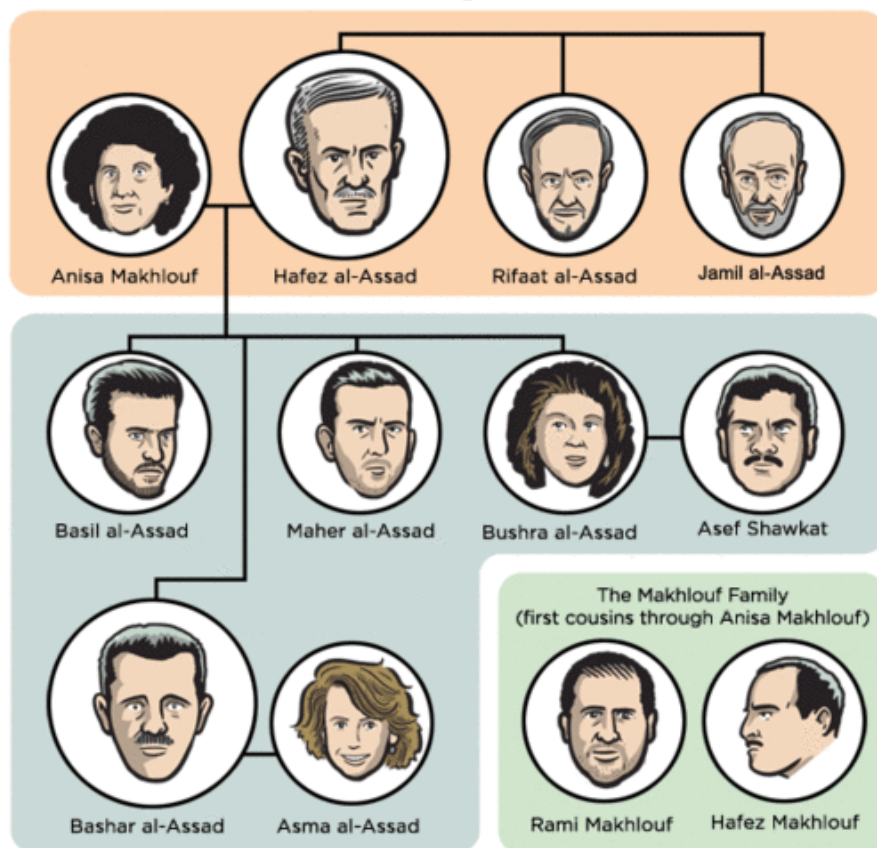 Anisa Makhlouf
Hafez al-Assad
Rifaat al-Assad
Jamil al-Assad
Basil al-Assad
Maher al-Assad
Bushra al-Assad
Asef Shawkat
The Makhlouf Family
(first cousins through Anisa Makhlouf)
Bashar al-Assad
Asma al-Assad
Rami Makhlouf
Hafez Makhlouf